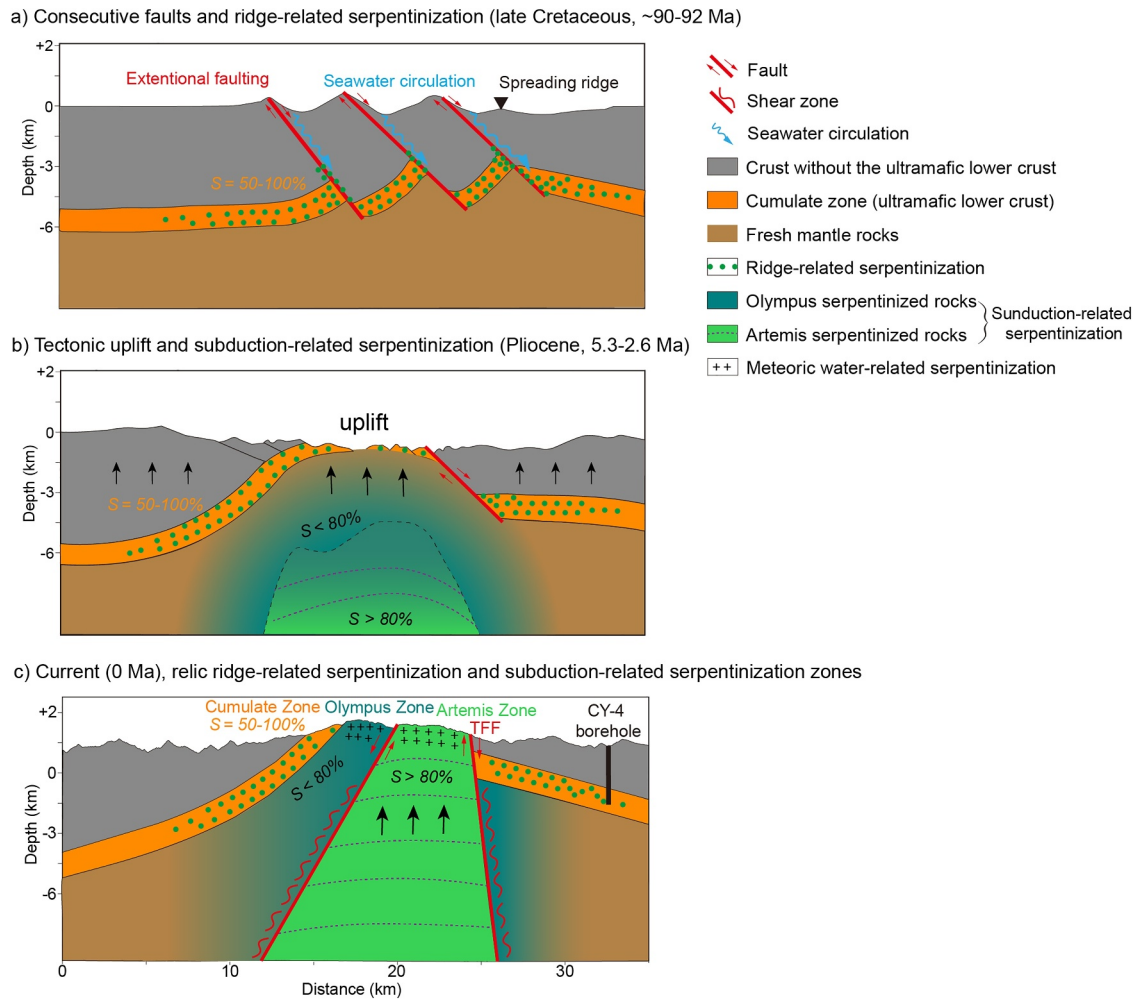 a) Consecutive faults and ridge-related serpentinization (late Cretaceous, ~90-92 Ma)
+2
0
-3
-6
Depth (km)
Extentional faulting
Seawater circulation
Spreading ridge
S = 50-100%
Fault
Shear zone
Seawater circulation
Crust without the ultramafic lower crust
Cumulate zone (ultramafic lower crust)
Fresh mantle rocks
Ridge-related serpentinization
Olympus serpentinized rocks
Artemis serpentinized rocks
Sunduction-related
serpentinization
++ Meteoric water-related serpentinization
b) Tectonic uplift and subduction-related serpentinization (Pliocene, 5.3-2.6 Ma)
+2
0
-3
-6
Depth (km)
uplift
S = 50-100%
S < 80%
S > 80%
c) Current (0 Ma), relic ridge-related serpentinization and subduction-related serpentinization zones
+2
0
-3
-6
Depth (km)
Cumulate Zone
S = 50-100%
Olympus Zone
Artemis Zone
TFF
CY-4
borehole
S < 80%
S > 80%
0
10
20
30
Distance (km)